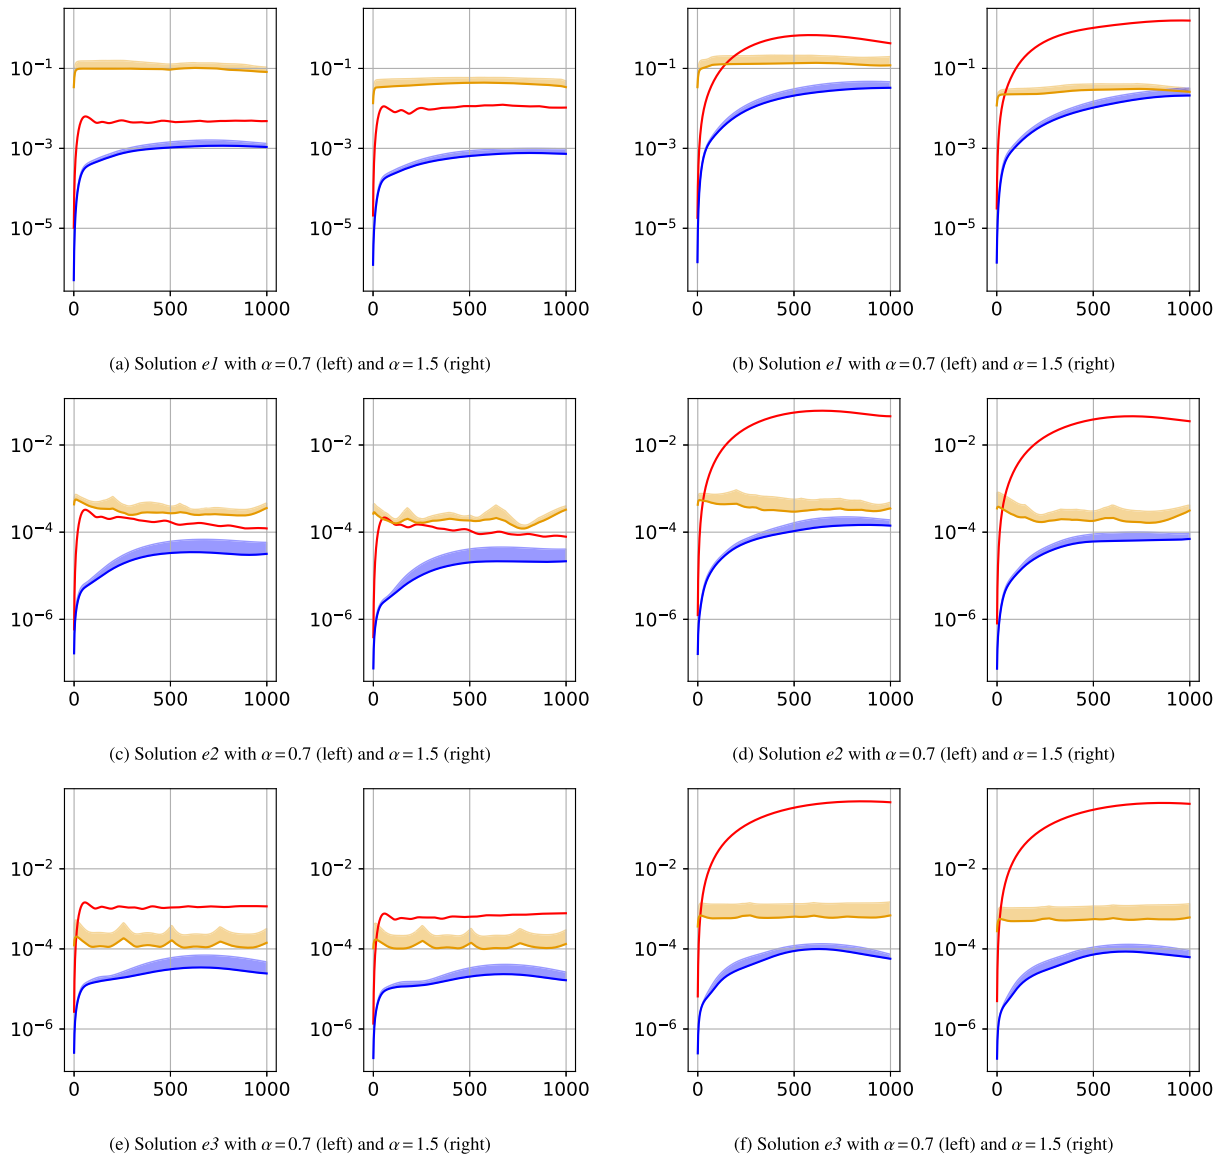 10⁻¹
10⁻³
10⁻⁵
0 500 1000
10⁻¹
10⁻³
10⁻⁵
0 500 1000
(a) Solution e1 with α=0.7 (left) and α=1.5 (right)
10⁻¹
10⁻³
10⁻⁵
0 500 1000
10⁻¹
10⁻³
10⁻⁵
0 500 1000
(b) Solution e1 with α=0.7 (left) and α=1.5 (right)
10⁻²
10⁻⁴
10⁻⁶
0 500 1000
10⁻²
10⁻⁴
10⁻⁶
0 500 1000
(c) Solution e2 with α=0.7 (left) and α=1.5 (right)
10⁻²
10⁻⁴
10⁻⁶
0 500 1000
10⁻²
10⁻⁴
10⁻⁶
0 500 1000
(d) Solution e2 with α=0.7 (left) and α=1.5 (right)
10⁻²
10⁻⁴
10⁻⁶
0 500 1000
10⁻²
10⁻⁴
10⁻⁶
0 500 1000
(e) Solution e3 with α=0.7 (left) and α=1.5 (right)
10⁻²
10⁻⁴
10⁻⁶
0 500 1000
10⁻²
10⁻⁴
10⁻⁶
0 500 1000
(f) Solution e3 with α=0.7 (left) and α=1.5 (right)